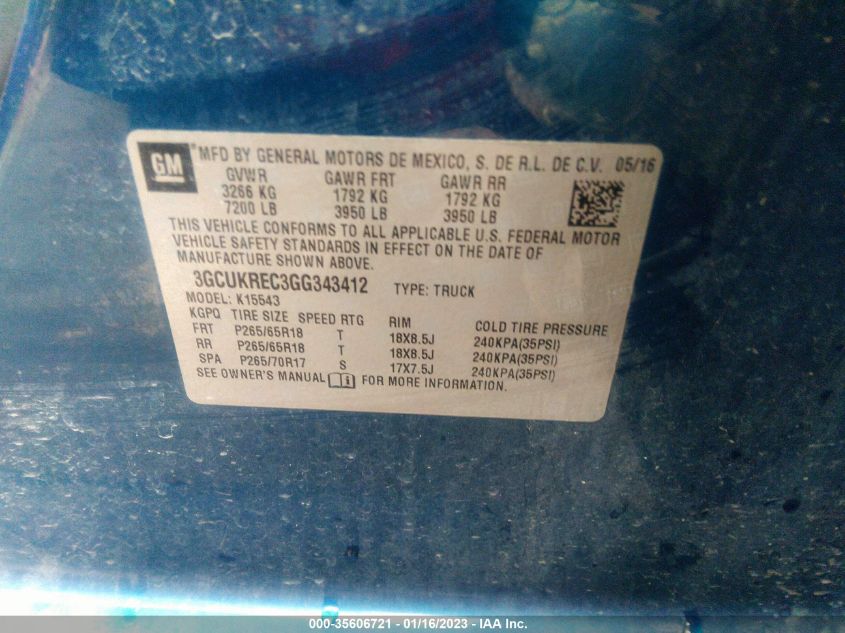 GM MFD BY GENERAL MOTORS DE MEXICO, S. DE R.L. DE C.V. 05/16
GVWR GAWR FRT GAWR RR
3266 KG 1792 KG 1792 KG
7200 LB 3950 LB 3950 LB
THIS VEHICLE CONFORMS TO ALL APPLICABLE U.S. FEDERAL MOTOR
VEHICLE SAFETY STANDARDS IN EFFECT ON THE DATE OF
MANUFACTURE SHOWN ABOVE.
3GCUKREC3GG343412 TYPE: TRUCK
MODEL: K15543
KGPQ TIRE SIZE SPEED RTG RIM COLD TIRE PRESSURE
FRT P265/65R18 T 18X8.5J 240KPA(35PSI)
RR P265/65R18 T 18X8.5J 240KPA(35PSI)
SPA P265/70R17 S 17X7.5J 240KPA(35PSI)
SEE OWNER'S MANUAL FOR MORE INFORMATION.
000-35606721 - 01/16/2023 - IAA Inc.